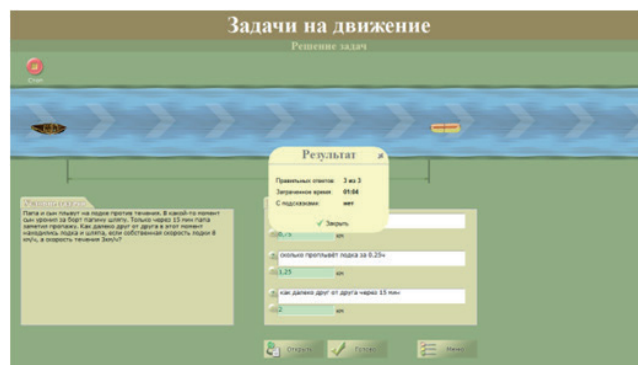 Задачи на движение
Решение задач
Стоп
Результат
Правильных ответов: 3 из 3
Затраченное время: 01:04
С подсказками: нет
Закрыть
Условие задачи
Папа и сын плывут на лодке против течения. В какой-то момент
сын уронил за борт папину шляпу. Только через 15 мин папа
заметил пропажу. Как далеко друг от друга в этот момент
находились лодка и шляпа, если собственная скорость лодки 8
км/ч, а скорость течения 3км/ч?
0,75 км
сколько проплывёт лодка за 0.25ч
1,25 км
как далеко друг от друга через 15 мин
2 км
Открыть
Готово
Меню